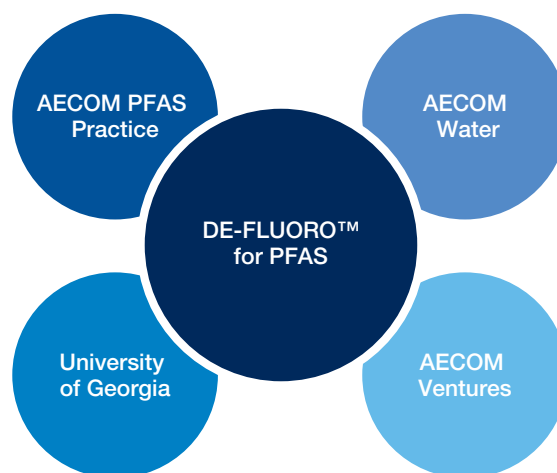 AECOM PFAS
Practice
AECOM
Water
DE-FLUORO™
for PFAS
University
of Georgia
AECOM
Ventures